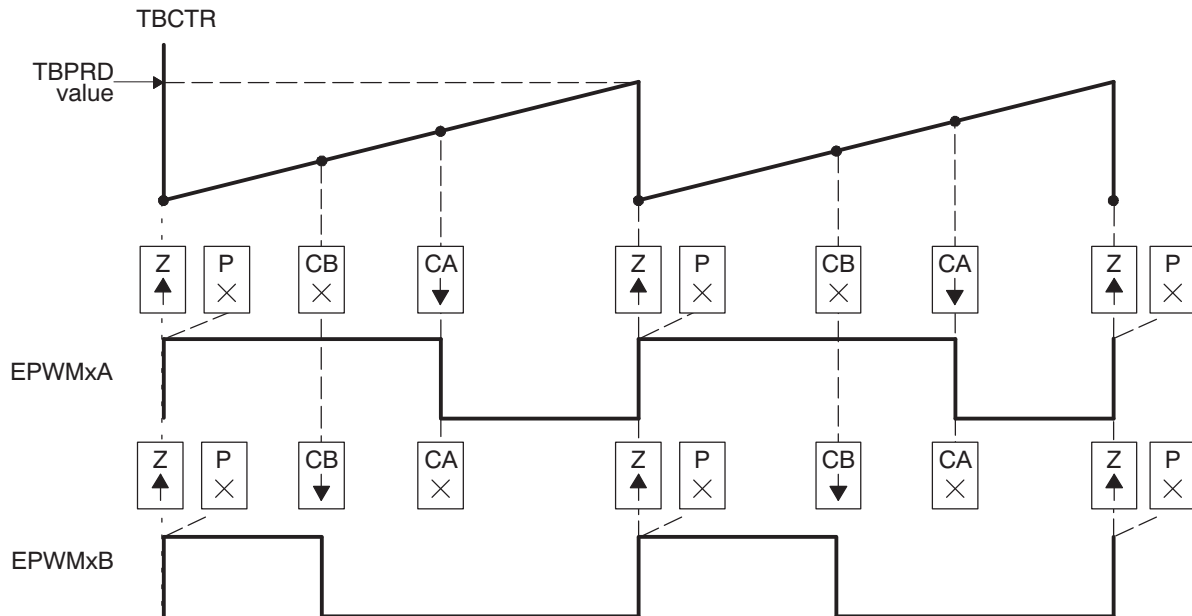 TBCTR
TBPRD
value
Z P CB CA Z P CB CA Z P
EPWMxA
Z P CB CA Z P CB CA Z P
EPWMxB